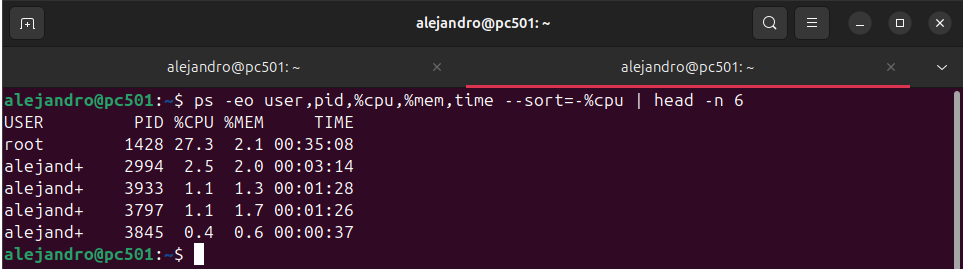 alejandro@pc501: ~
alejandro@pc501: ~ alejandro@pc501: ~
alejandro@pc501:~$ ps -eo user,pid,%cpu,%mem,time --sort=-%cpu | head -n 6
USER         PID %CPU %MEM     TIME
root        1428 27.3  2.1 00:35:08
alejand+    2994  2.5  2.0 00:03:14
alejand+    3933  1.1  1.3 00:01:28
alejand+    3797  1.1  1.7 00:01:26
alejand+    3845  0.4  0.6 00:00:37
alejandro@pc501:~$